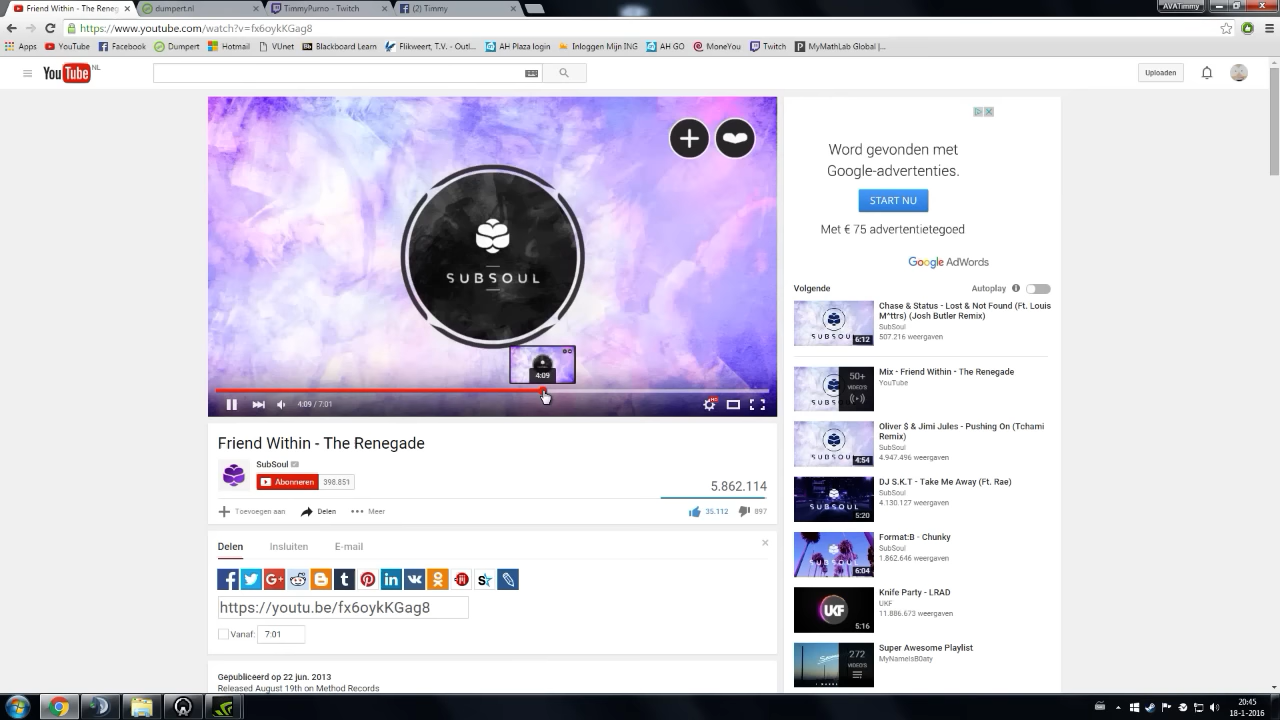 Friend Within - The Reneg
dumpert.nl
TimmyPurno - Twitch
(2) Timmy
AVATimmy
https://www.youtube.com/watch?v=fx6oykKGag8
Apps
YouTube
Facebook
Dumpert
Hotmail
VU Blackboard Learn
Flikweert, T.V. - Outl...
AH Plaza login
Inloggen Mijn ING
AH GO
MoneYou
Twitch
MyMathLab Global |...
YouTube NL
Uploaden
SUBSOUL
4:09
4:09 / 7:01
HD
Friend Within - The Renegade
SubSoul
Abonneren 398.851
5.862.114
Toevoegen aan
Delen
Meer
35.112
897
Delen
Insluiten
E-mail
https://youtu.be/fx6oykKGag8
Vanaf: 7:01
Gepubliceerd op 22 jun. 2013
Released August 19th on Method Records
Word gevonden met
Google-advertenties.
START NU
Met € 75 advertentietegoed
Google AdWords
Volgende
Autoplay
Chase & Status - Lost & Not Found (Ft. Louis
M^ttrs) (Josh Butler Remix)
SubSoul
507.216 weergaven
6:12
Mix - Friend Within - The Renegade
YouTube
50+
VIDEO'S
Oliver $ & Jimi Jules - Pushing On (Tchami
Remix)
SubSoul
4.947.496 weergaven
4:54
DJ S.K.T - Take Me Away (Ft. Rae)
SubSoul
4.130.127 weergaven
SUBSOUL
5:20
Format:B - Chunky
SubSoul
1.862.646 weergaven
6:04
Knife Party - LRAD
UKF
11.886.673 weergaven
UKF
5:16
Super Awesome Playlist
MyNameIsB0aty
272
VIDEO'S
20:45
18-1-2016